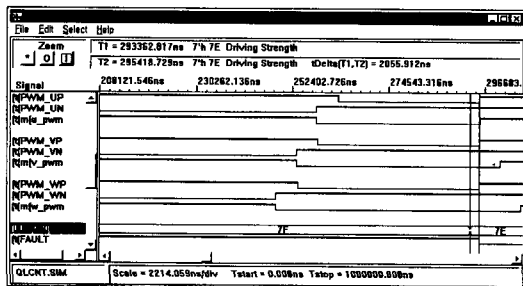 File Edit Select Help
Zoom
T1 = 293362.817ns 7'h 7E Driving Strength
T2 = 295418.729ns 7'h 7E Driving Strength tDelta(T1,T2) = 2055.912ns
Signal
208121.546ns 230262.136ns 252402.726ns 274543.316ns 296683.
[t]PWM_UP
[t]PWM_UN
[t][m]u_pwm
[t]PWM_VP
[t]PWM_VN
[t][m]v_pwm
[t]PWM_WP
[t]PWM_WN
[t][m]w_pwm
7E 7E
[t]FAULT
QLCNT.SIM Scale = 2214.059ns/div Tstart = 0.000ns Tstop = 1000000.000ns